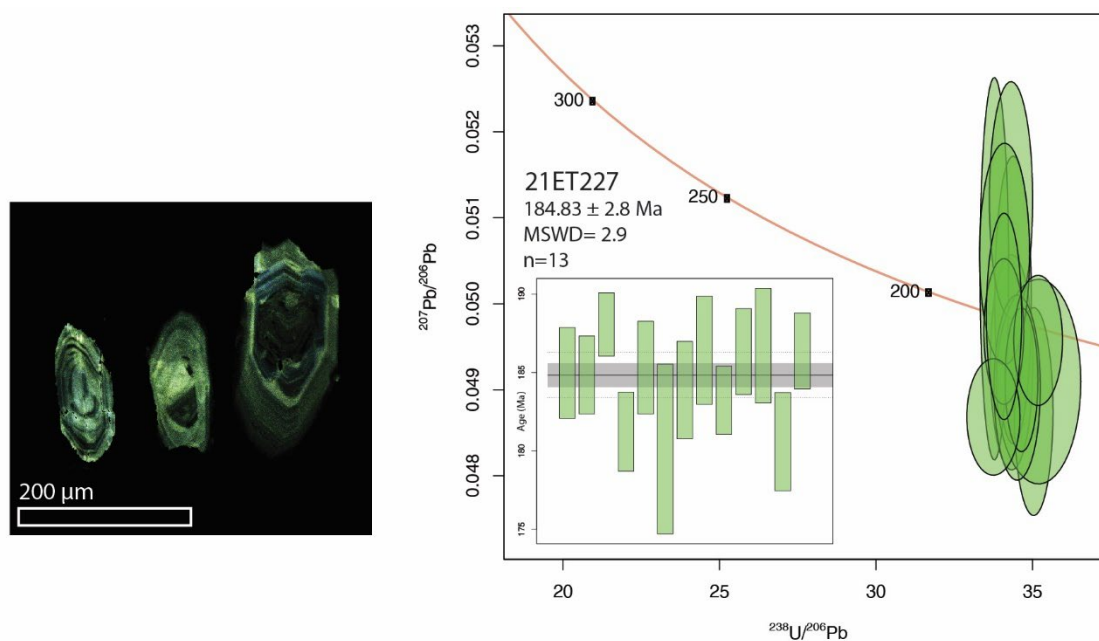 200 µm
0.053
0.052
0.051
0.050
0.049
0.048
²⁰⁷Pb/²⁰⁶Pb
300
250
200
21ET227
184.83 ± 2.8 Ma
MSWD= 2.9
n=13
190
185
180
175
Age (Ma)
20
25
30
35
²³⁸U/²⁰⁶Pb